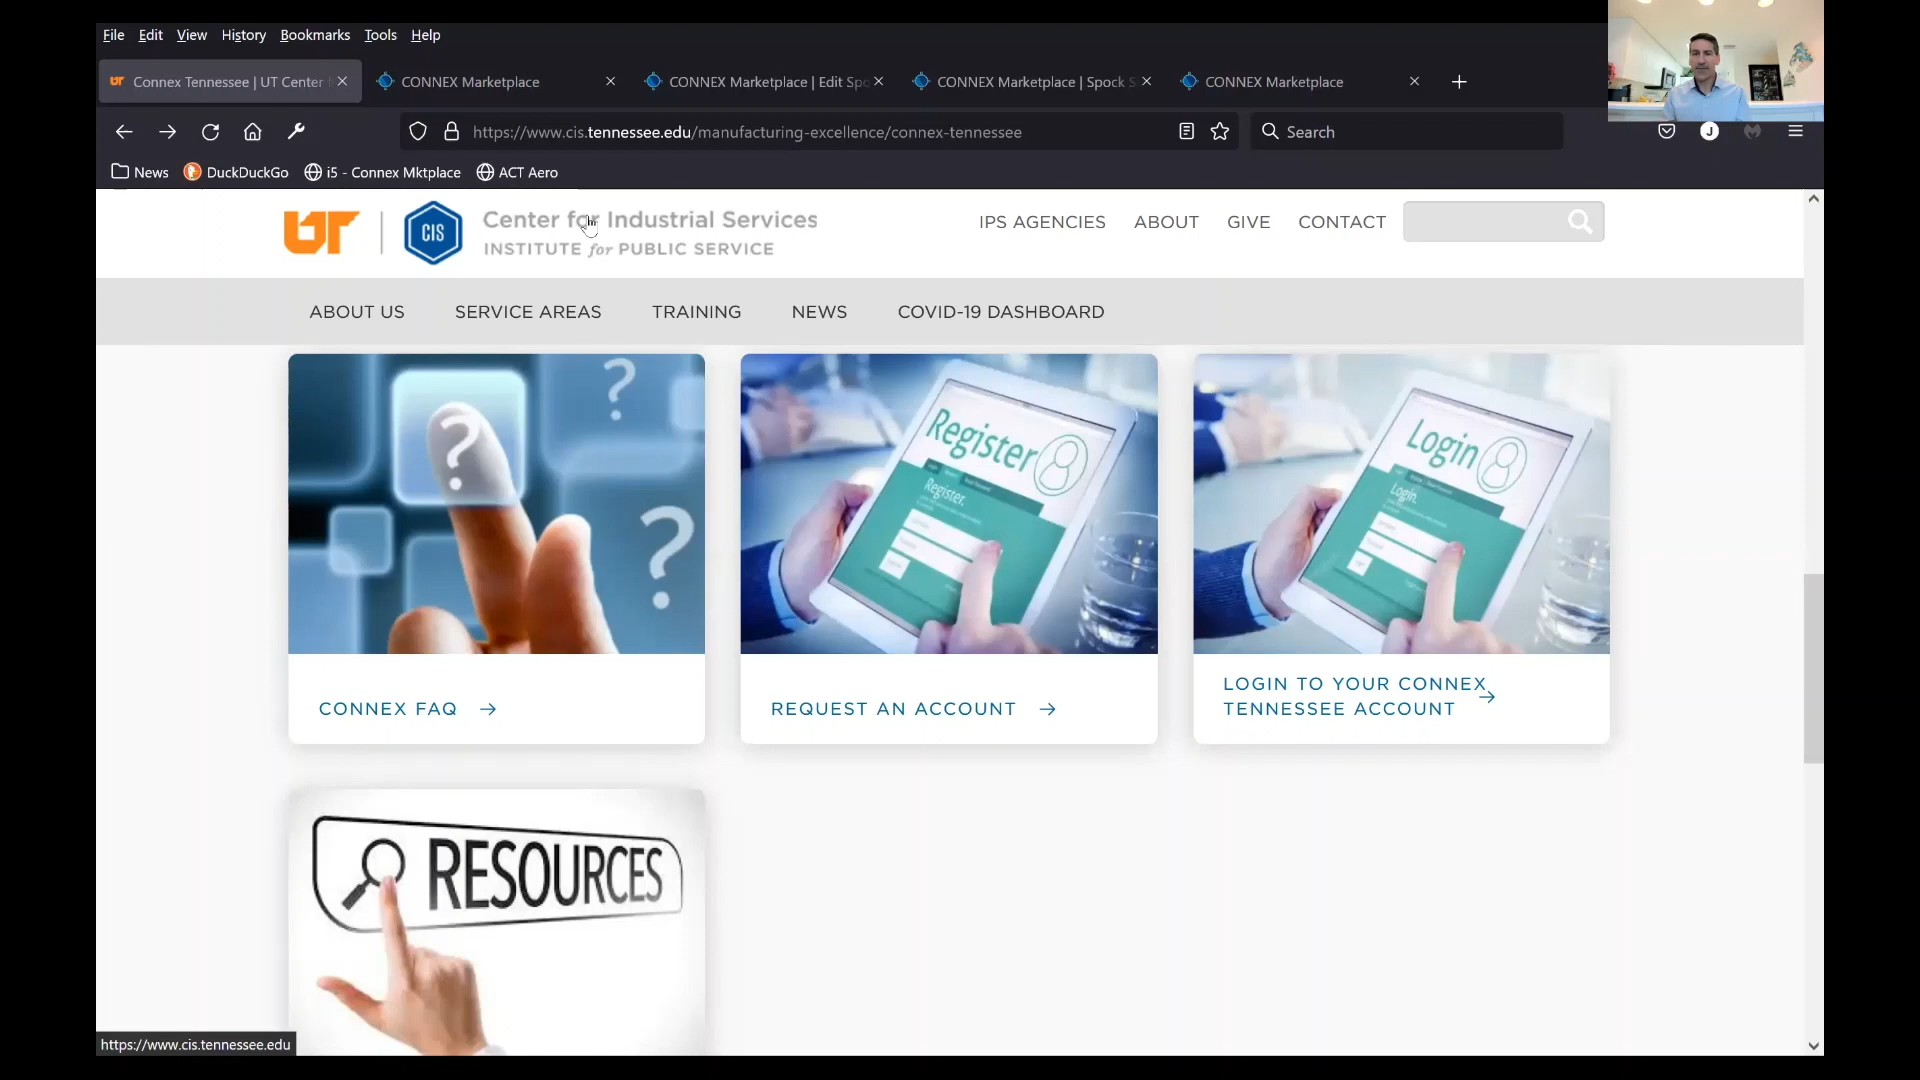 File Edit View History Bookmarks Tools Help
Connex Tennessee | UT Center
CONNEX Marketplace
CONNEX Marketplace | Edit Spo
CONNEX Marketplace | Spock S
CONNEX Marketplace
https://www.cis.tennessee.edu/manufacturing-excellence/connex-tennessee
Search
J
News DuckDuckGo i5 - Connex Mktplace ACT Aero
UT
CIS
Center for Industrial Services
INSTITUTE for PUBLIC SERVICE
IPS AGENCIES ABOUT GIVE CONTACT
ABOUT US SERVICE AREAS TRAINING NEWS COVID-19 DASHBOARD
? ? ?
Register
Register.
Login
Login.
CONNEX FAQ →
REQUEST AN ACCOUNT →
LOGIN TO YOUR CONNEX
TENNESSEE ACCOUNT →
RESOURCES
https://www.cis.tennessee.edu